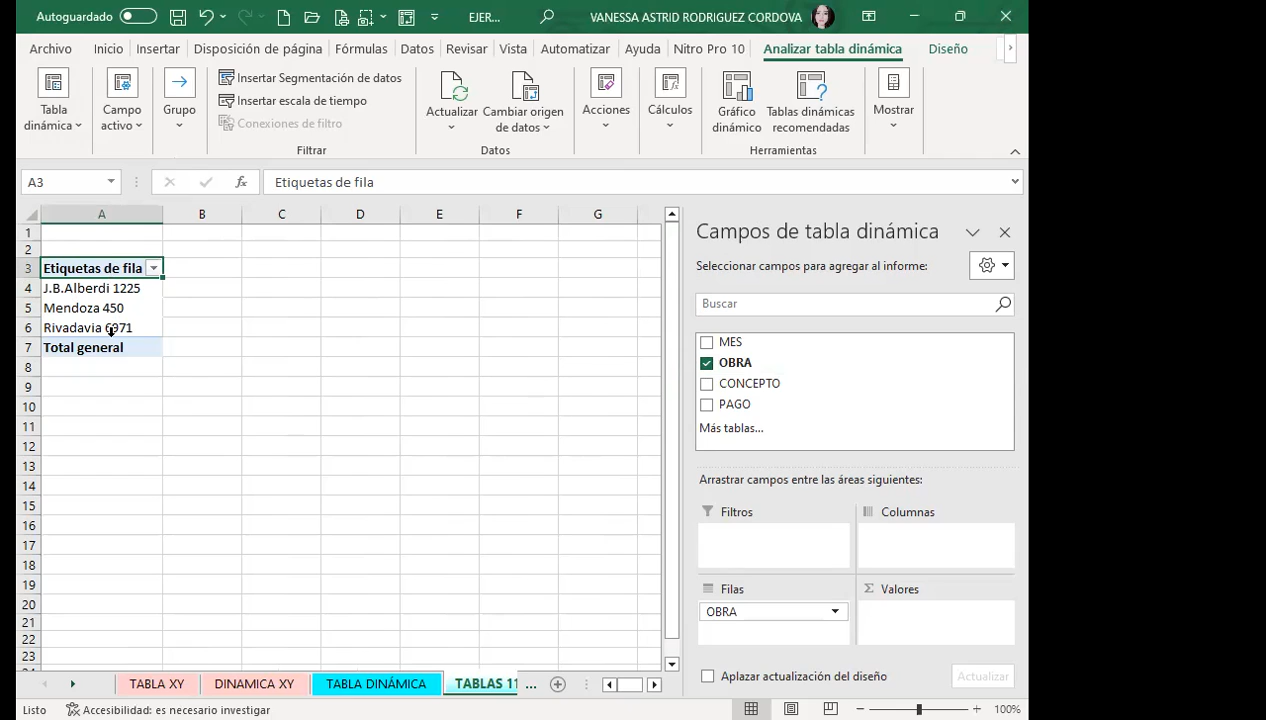 Autoguardado
EJER...
VANESSA ASTRID RODRIGUEZ CORDOVA
Archivo Inicio Insertar Disposición de página Fórmulas Datos Revisar Vista Automatizar Ayuda Nitro Pro 10 Analizar tabla dinámica Diseño
Tabla dinámica
Campo activo
Grupo
Insertar Segmentación de datos
Insertar escala de tiempo
Conexiones de filtro
Filtrar
Actualizar
Cambiar origen de datos
Datos
Acciones
Cálculos
Gráfico dinámico
Tablas dinámicas recomendadas
Herramientas
Mostrar
A3
fx
Etiquetas de fila
A B C D E F G
1
2
3 Etiquetas de fila
4 J.B.Alberdi 1225
5 Mendoza 450
6 Rivadavia 6971
7 Total general
8
9
10
11
12
13
14
15
16
17
18
19
20
21
22
23
Campos de tabla dinámica
Seleccionar campos para agregar al informe:
Buscar
MES
OBRA
CONCEPTO
PAGO
Más tablas...
Arrastrar campos entre las áreas siguientes:
Filtros
Columnas
Filas
Σ Valores
OBRA
Aplazar actualización del diseño
Actualizar
TABLA XY DINAMICA XY TABLA DINÁMICA TABLAS 11 ...
Listo
Accesibilidad: es necesario investigar
100%